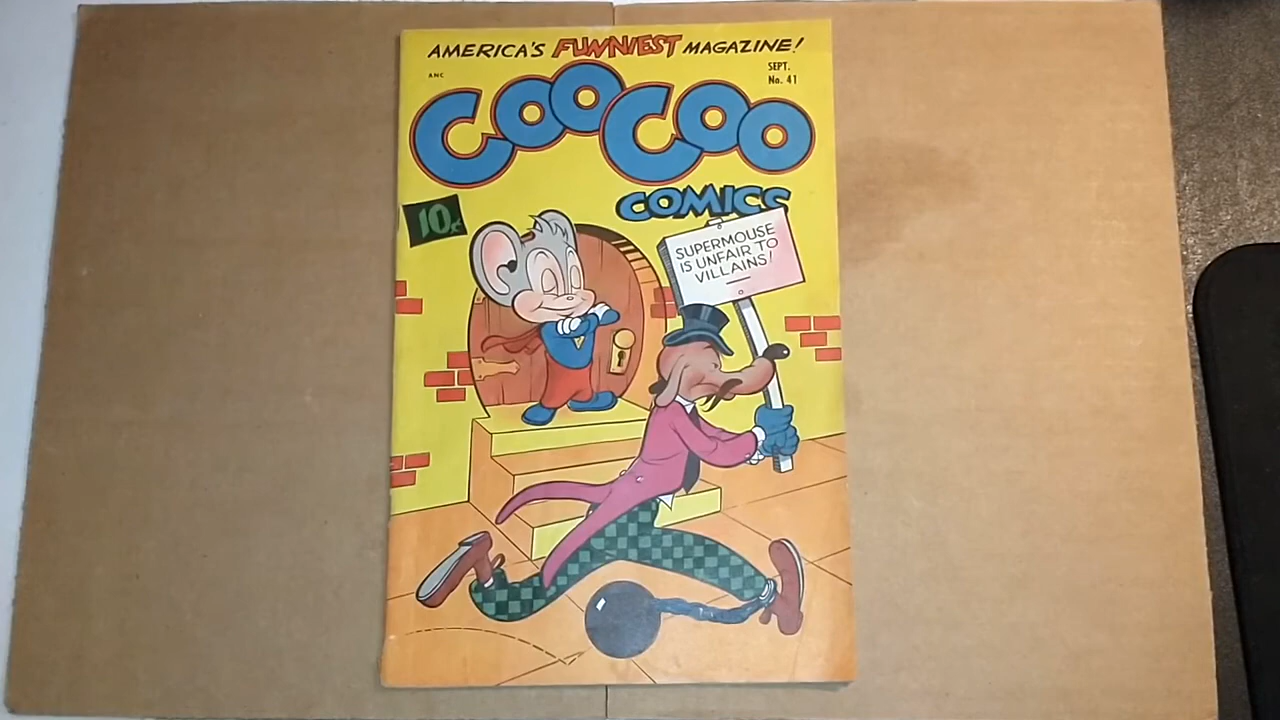 AMERICA'S FUNNIEST MAGAZINE!
ANC
SEPT.
No. 41
COO COO
COMICS
10¢
SUPERMOUSE
IS UNFAIR TO
VILLAINS!